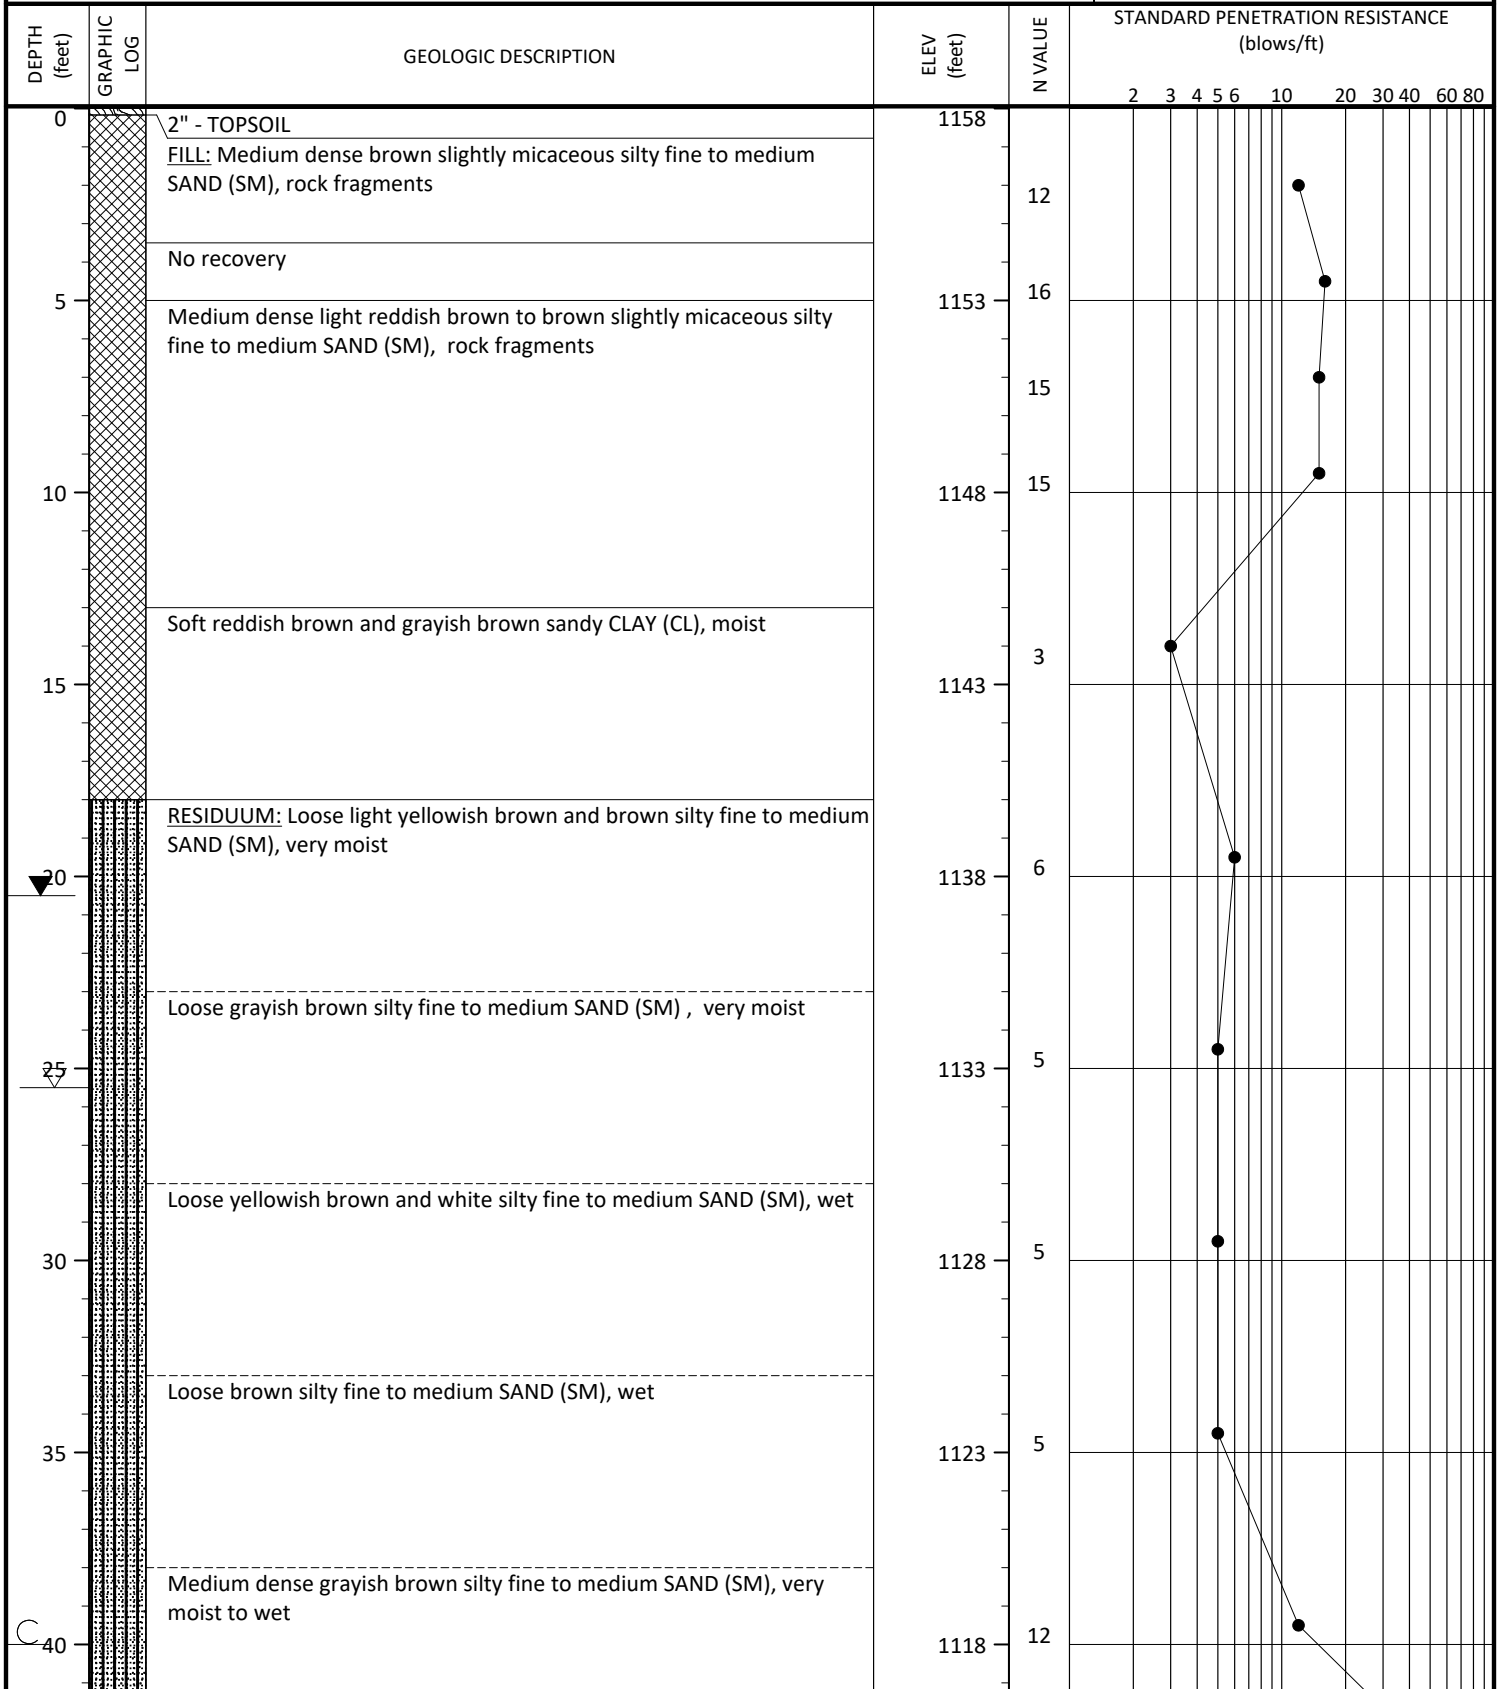 DEPTH
(feet)
GRAPHIC
LOG
GEOLOGIC DESCRIPTION
ELEV
(feet)
N VALUE
STANDARD PENETRATION RESISTANCE
(blows/ft)
2 3 4 5 6 10 20 30 40 60 80
0
2" - TOPSOIL
1158
FILL: Medium dense brown slightly micaceous silty fine to medium
SAND (SM), rock fragments
12
No recovery
16
5
1153
Medium dense light reddish brown to brown slightly micaceous silty
fine to medium SAND (SM), rock fragments
15
15
10
1148
Soft reddish brown and grayish brown sandy CLAY (CL), moist
3
15
1143
RESIDUUM: Loose light yellowish brown and brown silty fine to medium
SAND (SM), very moist
6
20
1138
Loose grayish brown silty fine to medium SAND (SM) , very moist
5
25
1133
Loose yellowish brown and white silty fine to medium SAND (SM), wet
5
30
1128
Loose brown silty fine to medium SAND (SM), wet
5
35
1123
Medium dense grayish brown silty fine to medium SAND (SM), very
moist to wet
12
C
40
1118